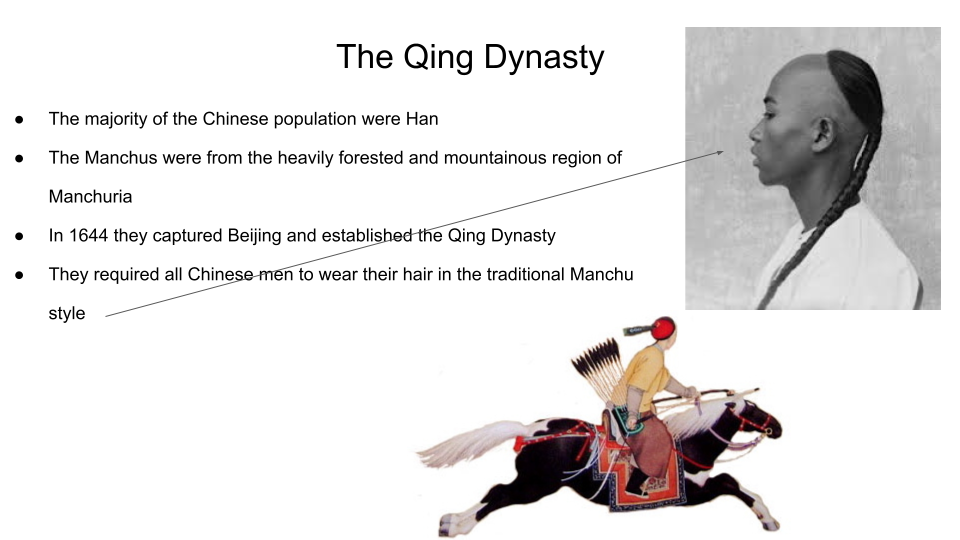 The Qing Dynasty
● The majority of the Chinese population were Han
● The Manchus were from the heavily forested and mountainous region of
Manchuria
● In 1644 they captured Beijing and established the Qing Dynasty
● They required all Chinese men to wear their hair in the traditional Manchu
style